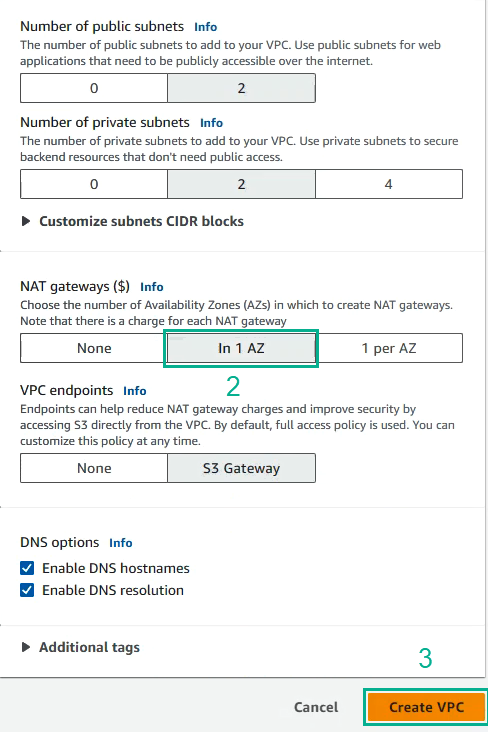 Number of public subnets Info
The number of public subnets to add to your VPC. Use public subnets for web
applications that need to be publicly accessible over the internet.
0 2
Number of private subnets Info
The number of private subnets to add to your VPC. Use private subnets to secure
backend resources that don't need public access.
0 2 4
Customize subnets CIDR blocks
NAT gateways ($) Info
Choose the number of Availability Zones (AZs) in which to create NAT gateways.
Note that there is a charge for each NAT gateway
None In 1 AZ 1 per AZ
2
VPC endpoints Info
Endpoints can help reduce NAT gateway charges and improve security by
accessing S3 directly from the VPC. By default, full access policy is used. You can
customize this policy at any time.
None S3 Gateway
DNS options Info
Enable DNS hostnames
Enable DNS resolution
Additional tags
3
Cancel Create VPC